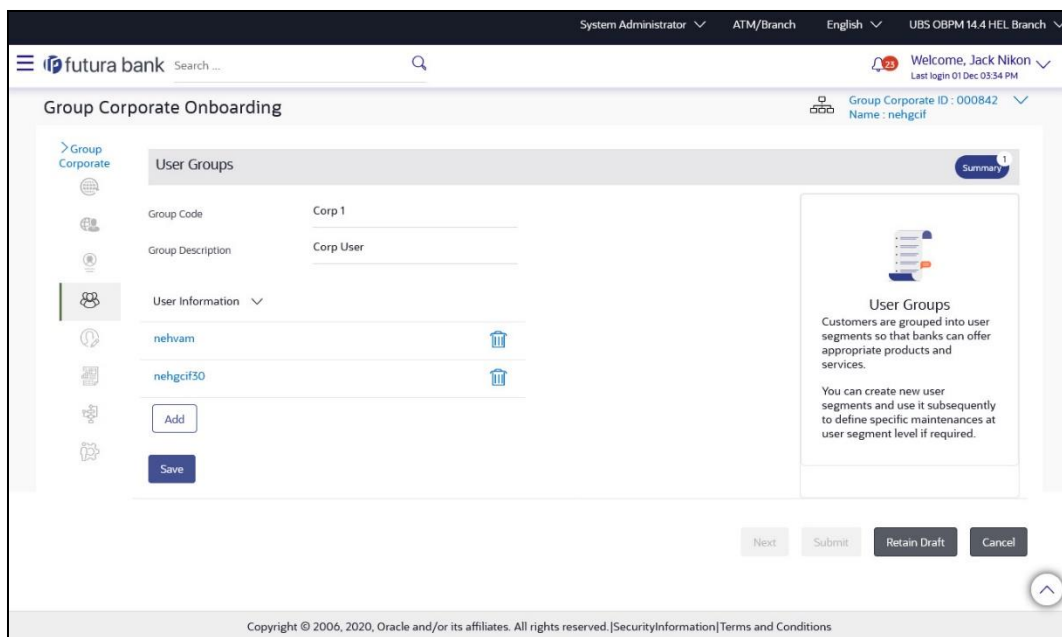 System Administrator ATM/Branch English UBS OBPM 14.4 HEL Branch
futura bank Search ... 23 Welcome, Jack Nikon
Last login 01 Dec 03:34 PM
Group Corporate Onboarding
Group Corporate ID : 000842
Name : nehgcif
Group
Corporate
User Groups
Summary 1
Group Code Corp 1
Group Description Corp User
User Information
nehvam
nehgcif30
Add
Save
User Groups
Customers are grouped into user
segments so that banks can offer
appropriate products and
services.
You can create new user
segments and use it subsequently
to define specific maintenances at
user segment level if required.
Next Submit Retain Draft Cancel
Copyright © 2006, 2020, Oracle and/or its affiliates. All rights reserved.|SecurityInformation|Terms and Conditions